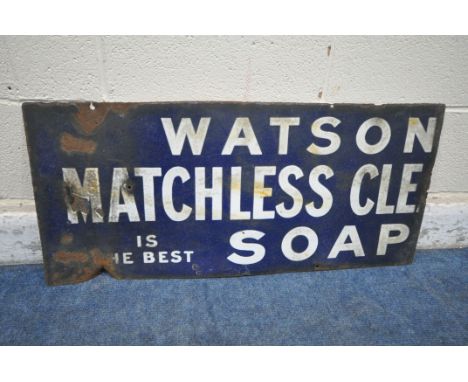 WATSON
MATCHLESS CLE
IS
HE BEST
SOAP